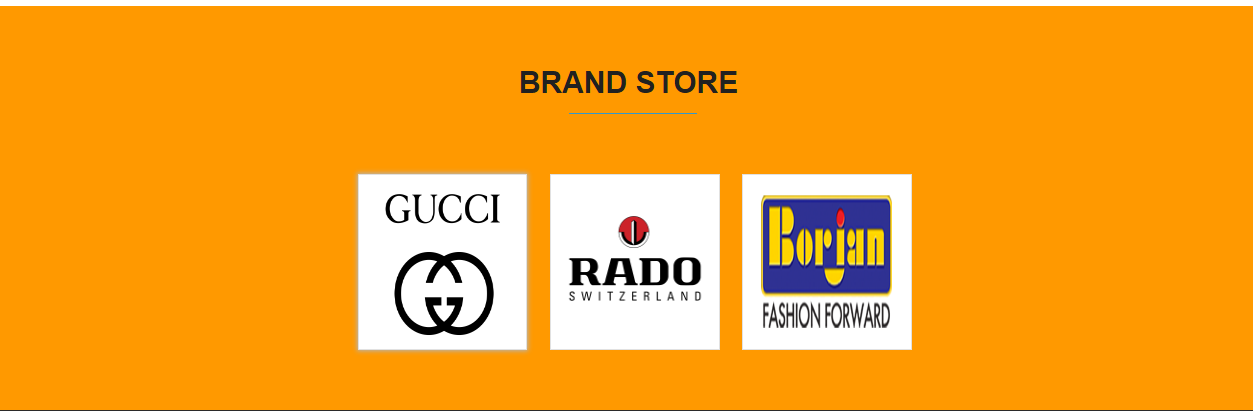 BRAND STORE
GUCCI
RADO
SWITZERLAND
Borjan
FASHION FORWARD